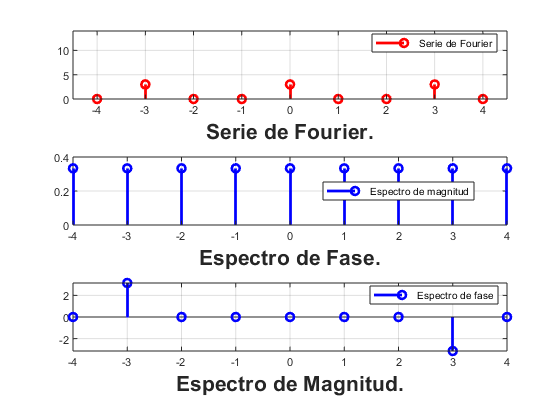 10
5
0
Serie de Fourier
-4 -3 -2 -1 0 1 2 3 4
Serie de Fourier.
0.4
0.2
0
Espectro de magnitud
-4 -3 -2 -1 0 1 2 3 4
Espectro de Fase.
2
0
-2
Espectro de fase
-4 -3 -2 -1 0 1 2 3 4
Espectro de Magnitud.